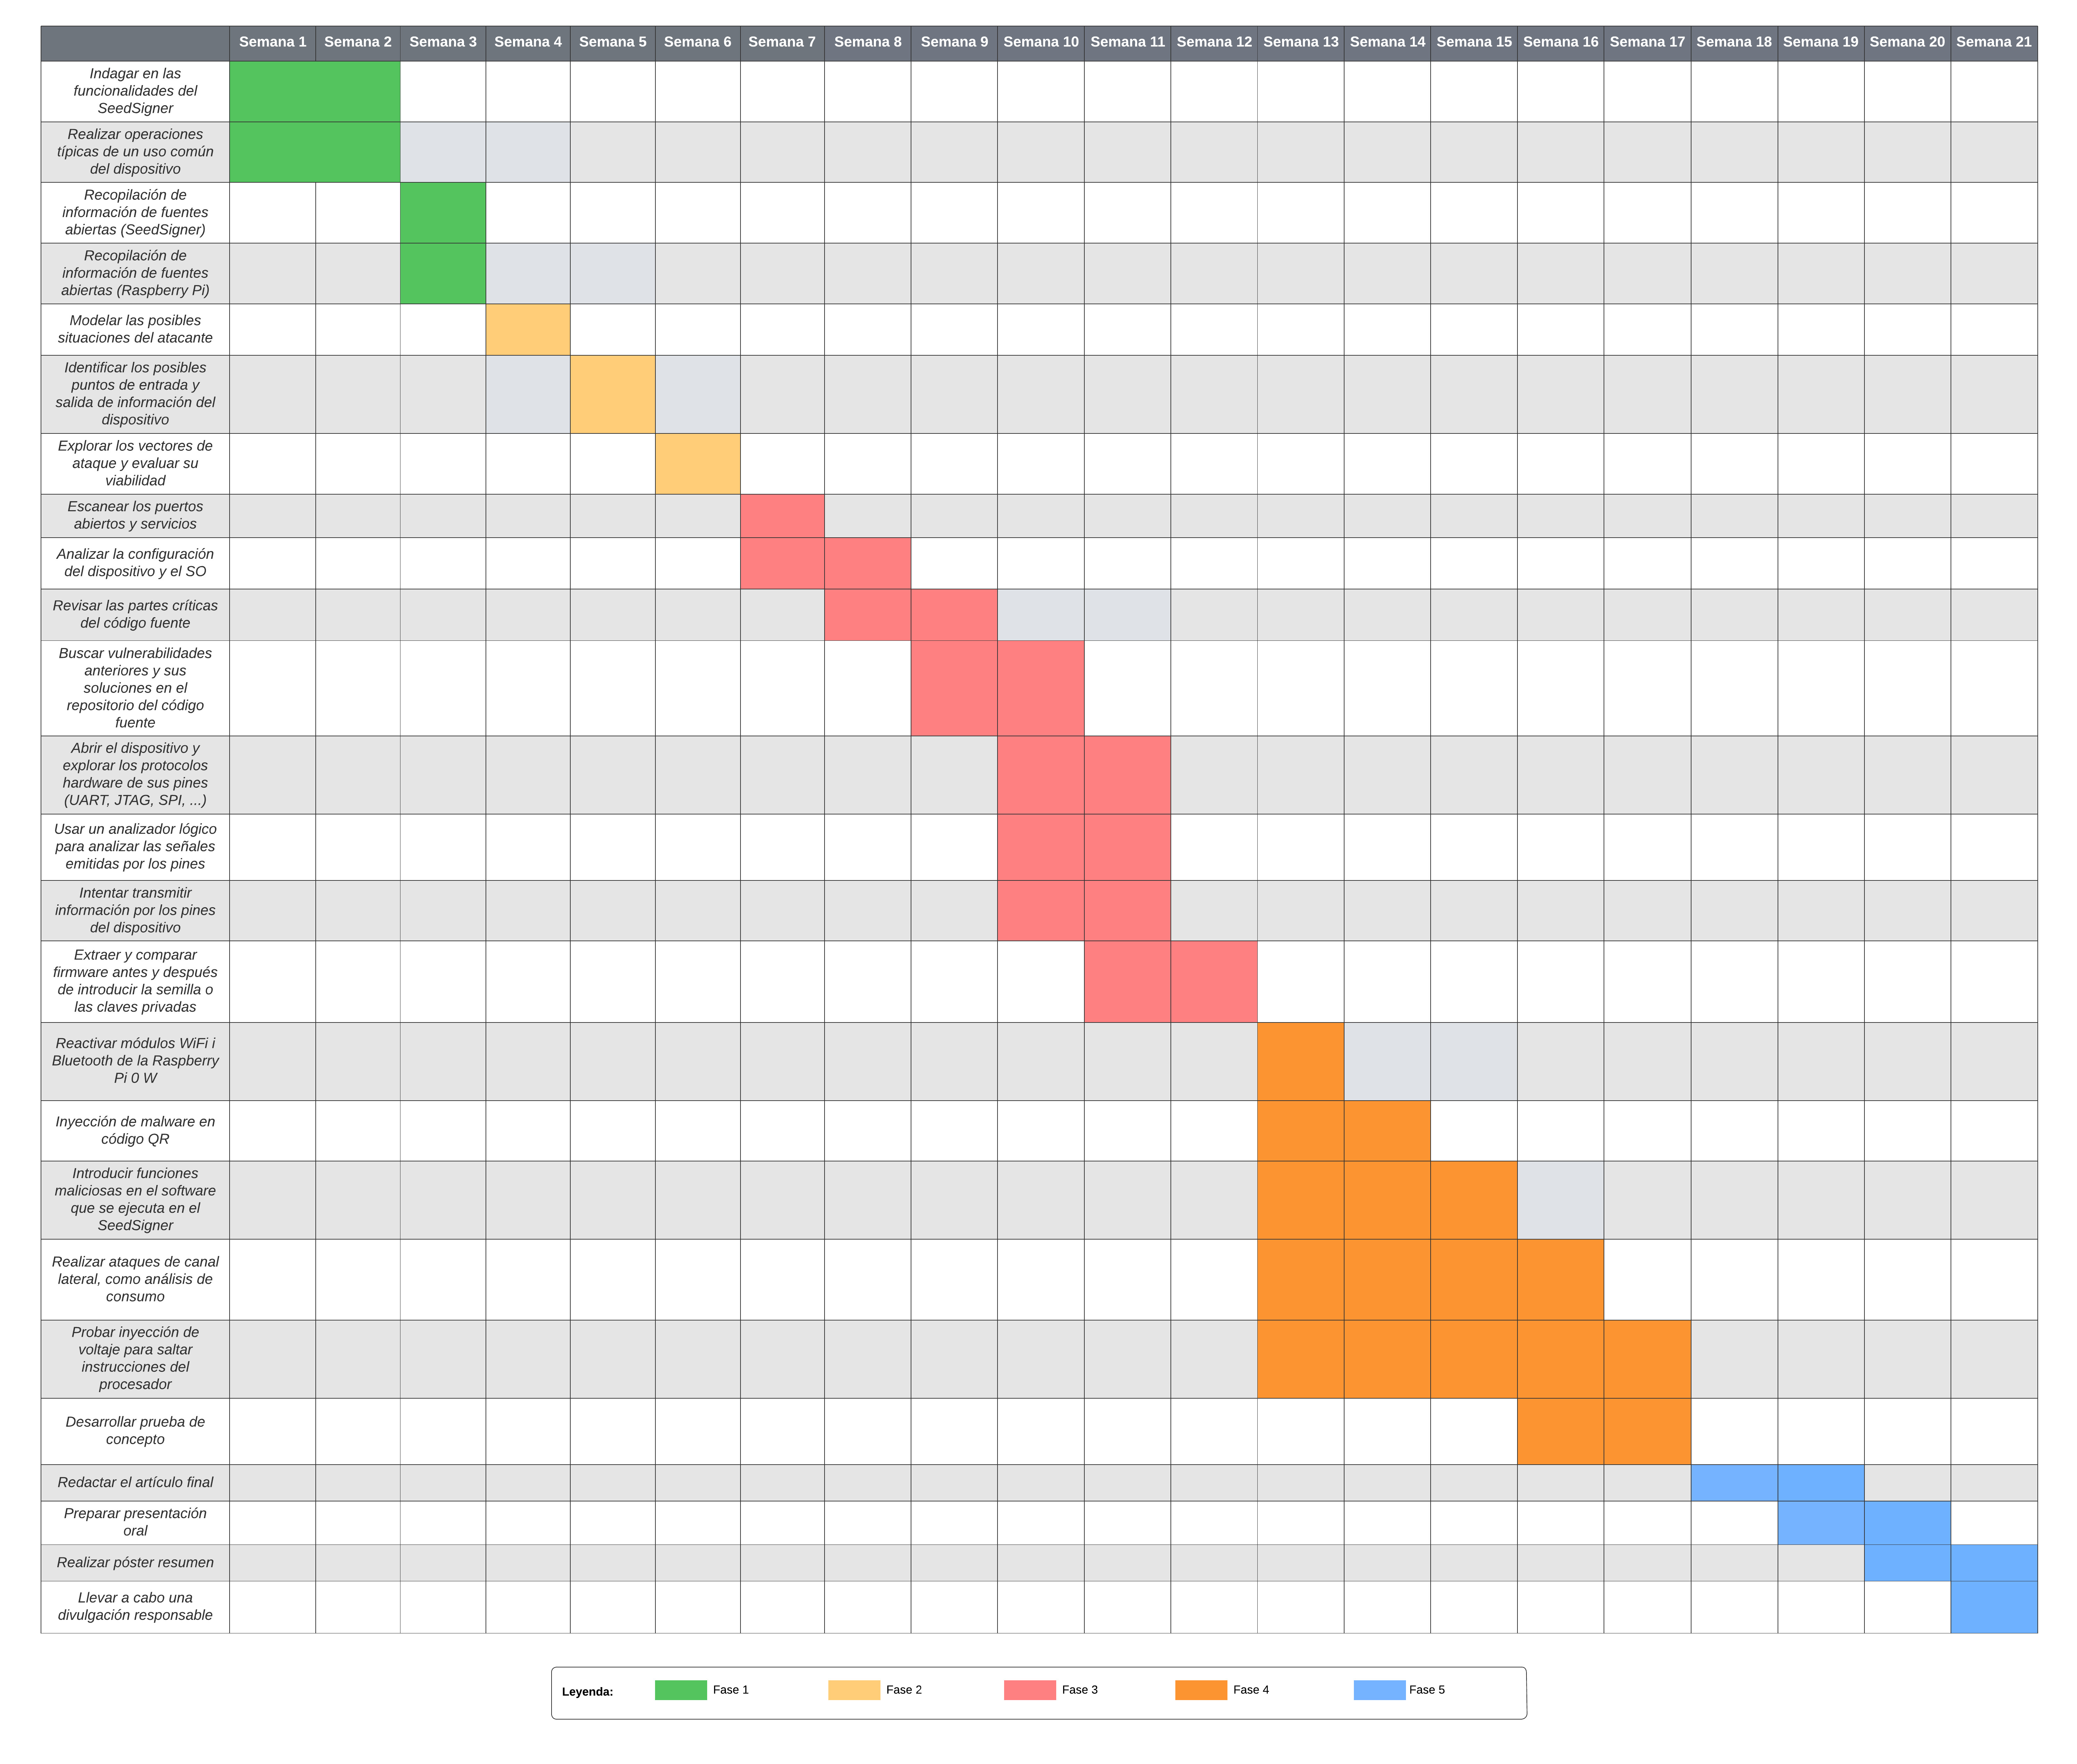 Semana 1 Semana 2 Semana 3 Semana 4 Semana 5 Semana 6 Semana 7 Semana 8 Semana 9 Semana 10 Semana 11 Semana 12 Semana 13 Semana 14 Semana 15 Semana 16 Semana 17 Semana 18 Semana 19 Semana 20 Semana 21
Indagar en las
funcionalidades del
SeedSigner
Realizar operaciones
típicas de un uso común
del dispositivo
Recopilación de
información de fuentes
abiertas (SeedSigner)
Recopilación de
información de fuentes
abiertas (Raspberry Pi)
Modelar las posibles
situaciones del atacante
Identificar los posibles
puntos de entrada y
salida de información del
dispositivo
Explorar los vectores de
ataque y evaluar su
viabilidad
Escanear los puertos
abiertos y servicios
Analizar la configuración
del dispositivo y el SO
Revisar las partes críticas
del código fuente
Buscar vulnerabilidades
anteriores y sus
soluciones en el
repositorio del código
fuente
Abrir el dispositivo y
explorar los protocolos
hardware de sus pines
(UART, JTAG, SPI, ...)
Usar un analizador lógico
para analizar las señales
emitidas por los pines
Intentar transmitir
información por los pines
del dispositivo
Extraer y comparar
firmware antes y después
de introducir la semilla o
las claves privadas
Reactivar módulos WiFi i
Bluetooth de la Raspberry
Pi 0 W
Inyección de malware en
código QR
Introducir funciones
maliciosas en el software
que se ejecuta en el
SeedSigner
Realizar ataques de canal
lateral, como análisis de
consumo
Probar inyección de
voltaje para saltar
instrucciones del
procesador
Desarrollar prueba de
concepto
Redactar el artículo final
Preparar presentación
oral
Realizar póster resumen
Llevar a cabo una
divulgación responsable
Leyenda: Fase 1 Fase 2 Fase 3 Fase 4 Fase 5